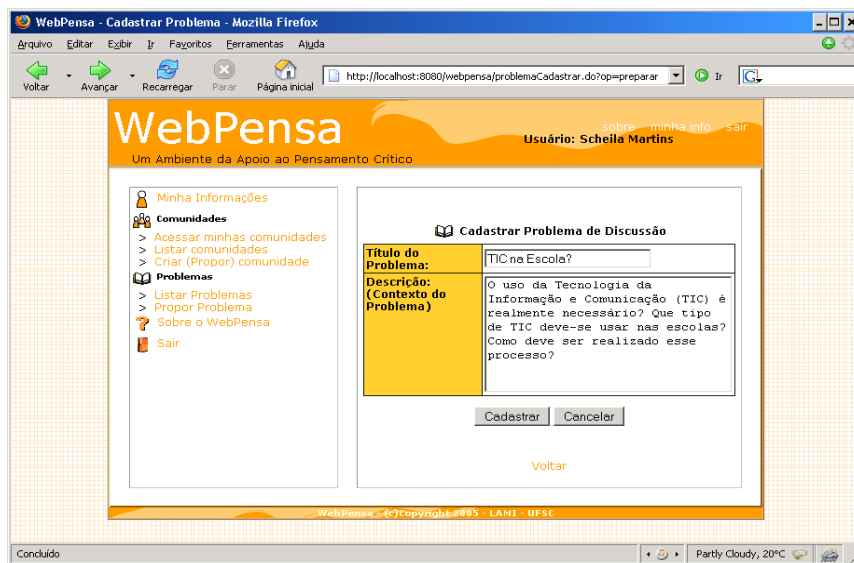 WebPensa - Cadastrar Problema - Mozilla Firefox
Arquivo Editar Exibir Ir Favoritos Ferramentas Ajuda
Voltar Avançar Recarregar Parar Página inicial http://localhost:8080/webpensa/problemaCadastrar.do?op=preparar Ir G
WebPensa
sobre minha info sair
Usuário: Scheila Martins
Um Ambiente da Apoio ao Pensamento Crítico
Minha Informações
Comunidades
> Acessar minhas comunidades
> Listar comunidades
> Criar (Propor) comunidade
Problemas
> Listar Problemas
> Propor Problema
Sobre o WebPensa
Sair
Cadastrar Problema de Discussão
Título do
Problema:
TIC na Escola?
Descrição:
(Contexto do
Problema)
O uso da Tecnologia da
Informação e Comunicação (TIC) é
realmente necessário? Que tipo
de TIC deve-se usar nas escolas?
Como deve ser realizado esse
processo?
Cadastrar Cancelar
Voltar
WebPensa - (c)Copyright 2005 - LAMI - UFSC
Concluído Partly Cloudy, 20°C